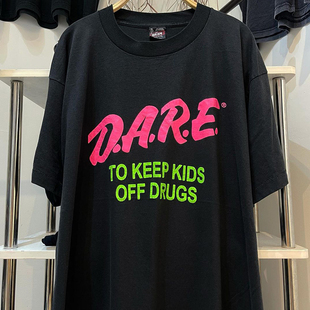 D.A.R.E.®
TO KEEP KIDS
OFF DRUGS